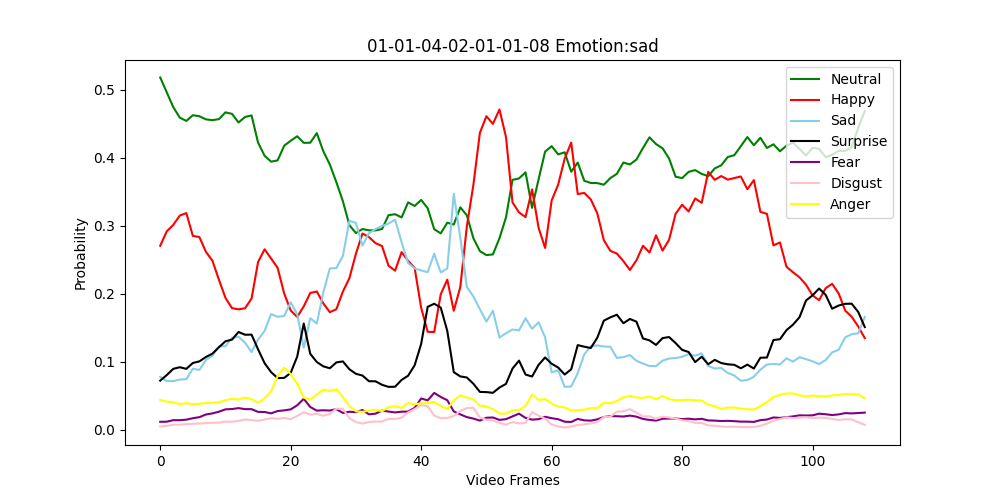 01-01-04-02-01-01-08 Emotion:sad
Neutral
Happy
Sad
Surprise
Fear
Disgust
Anger
0.5
0.4
0.3
0.2
0.1
0.0
Probability
0 20 40 60 80 100
Video Frames